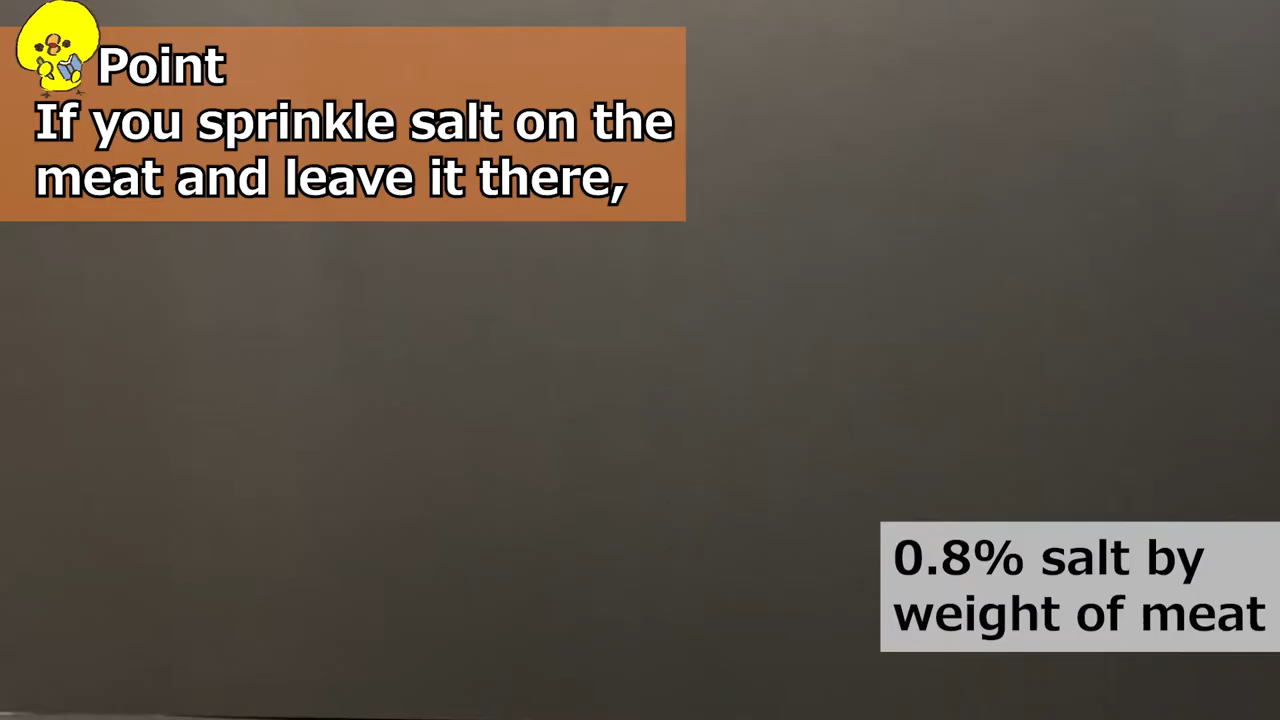 Point
If you sprinkle salt on the
meat and leave it there,
0.8% salt by
weight of meat